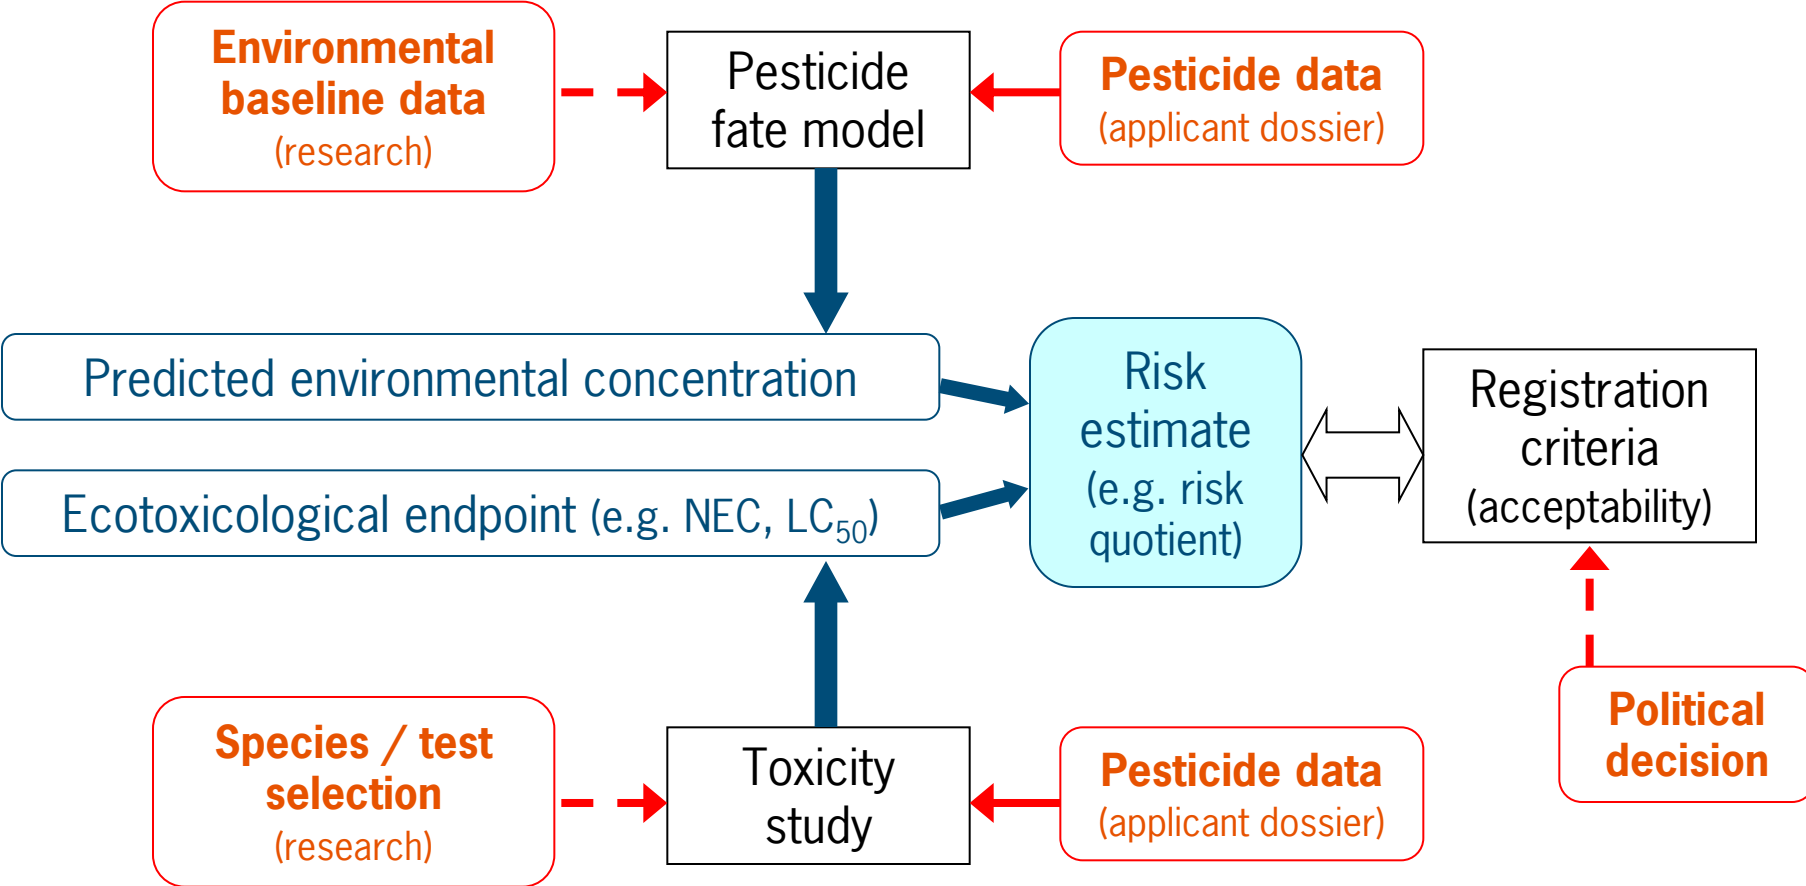 Environmental
baseline data
(research)
Pesticide
fate model
Pesticide data
(applicant dossier)
Predicted environmental concentration
Ecotoxicological endpoint (e.g. NEC, LC50)
Risk
estimate
(e.g. risk
quotient)
Registration
criteria
(acceptability)
Species / test
selection
(research)
Toxicity
study
Pesticide data
(applicant dossier)
Political
decision